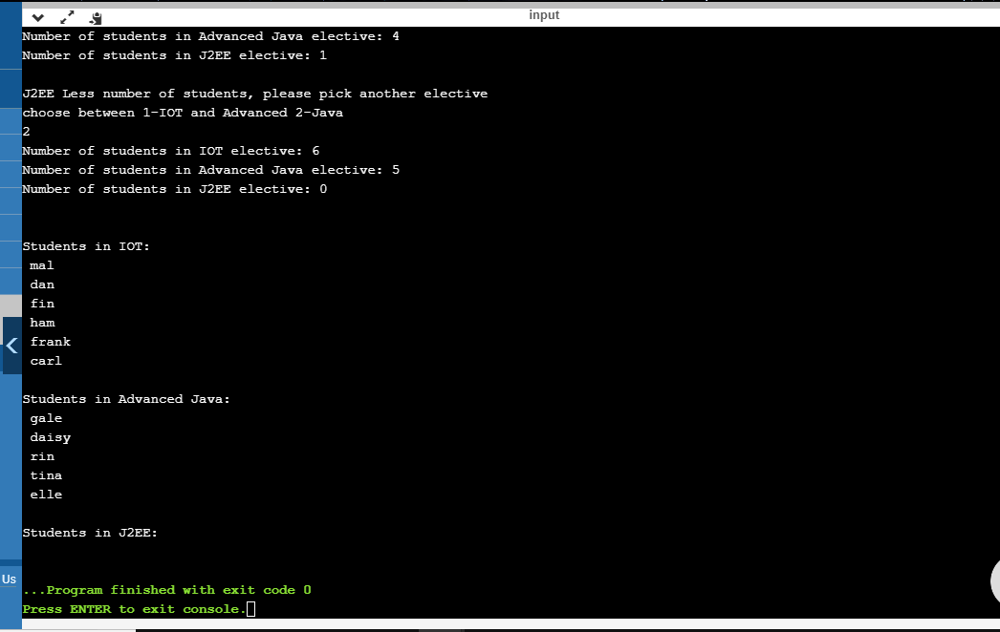 input
Number of students in Advanced Java elective: 4
Number of students in J2EE elective: 1
J2EE Less number of students, please pick another elective
choose between 1-IOT and Advanced 2-Java
2
Number of students in IOT elective: 6
Number of students in Advanced Java elective: 5
Number of students in J2EE elective: 0
Students in IOT:
mal
dan
fin
ham
frank
carl
Students in Advanced Java:
gale
daisy
rin
tina
elle
Students in J2EE:
Us
...Program finished with exit code 0
Press ENTER to exit console.